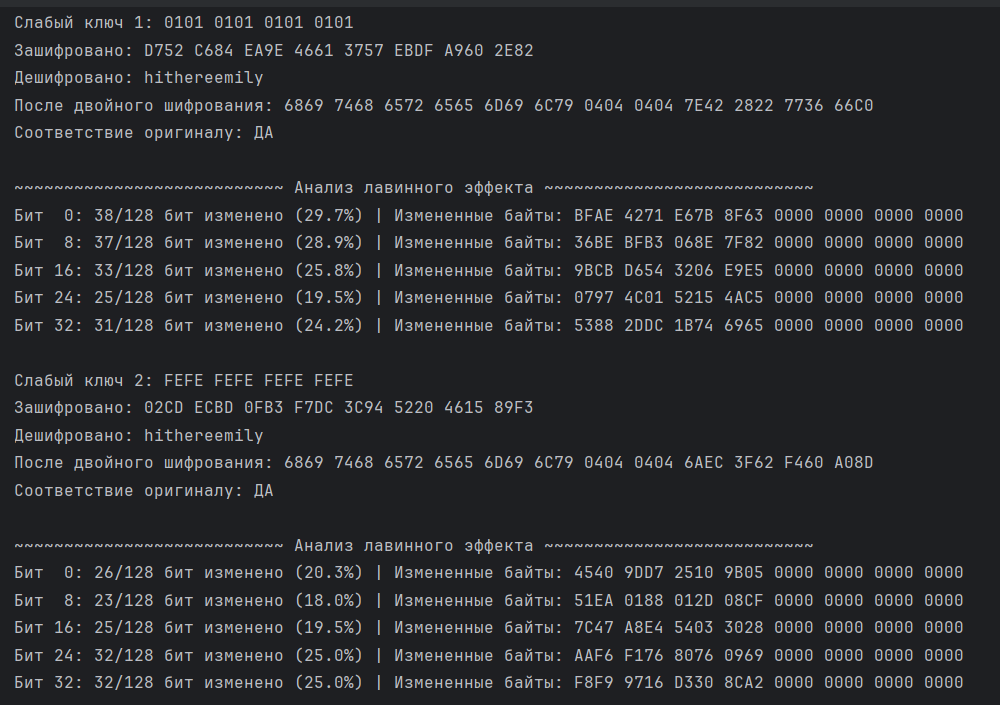 Слабый ключ 1: 0101 0101 0101 0101
Зашифровано: D752 C684 EA9E 4661 3757 EBDF A960 2E82
Дешифровано: hithereemily
После двойного шифрования: 6869 7468 6572 6565 6D69 6C79 0404 0404 7E42 2822 7736 66C0
Соответствие оригиналу: ДА
~~~~~~~~~~~~~~~~~~~~~~~~~~~ Анализ лавинного эффекта ~~~~~~~~~~~~~~~~~~~~~~~~~~~
Бит  0: 38/128 бит изменено (29.7%) | Измененные байты: BFAE 4271 E67B 8F63 0000 0000 0000 0000
Бит  8: 37/128 бит изменено (28.9%) | Измененные байты: 36BE BFB3 068E 7F82 0000 0000 0000 0000
Бит 16: 33/128 бит изменено (25.8%) | Измененные байты: 9BCB D654 3206 E9E5 0000 0000 0000 0000
Бит 24: 25/128 бит изменено (19.5%) | Измененные байты: 0797 4C01 5215 4AC5 0000 0000 0000 0000
Бит 32: 31/128 бит изменено (24.2%) | Измененные байты: 5388 2DDC 1B74 6965 0000 0000 0000 0000
Слабый ключ 2: FEFE FEFE FEFE FEFE
Зашифровано: 02CD ECBD 0FB3 F7DC 3C94 5220 4615 89F3
Дешифровано: hithereemily
После двойного шифрования: 6869 7468 6572 6565 6D69 6C79 0404 0404 6AEC 3F62 F460 A08D
Соответствие оригиналу: ДА
~~~~~~~~~~~~~~~~~~~~~~~~~~~ Анализ лавинного эффекта ~~~~~~~~~~~~~~~~~~~~~~~~~~~
Бит  0: 26/128 бит изменено (20.3%) | Измененные байты: 4540 9DD7 2510 9B05 0000 0000 0000 0000
Бит  8: 23/128 бит изменено (18.0%) | Измененные байты: 51EA 0188 012D 08CF 0000 0000 0000 0000
Бит 16: 25/128 бит изменено (19.5%) | Измененные байты: 7C47 A8E4 5403 3028 0000 0000 0000 0000
Бит 24: 32/128 бит изменено (25.0%) | Измененные байты: AAF6 F176 8076 0969 0000 0000 0000 0000
Бит 32: 32/128 бит изменено (25.0%) | Измененные байты: F8F9 9716 D330 8CA2 0000 0000 0000 0000